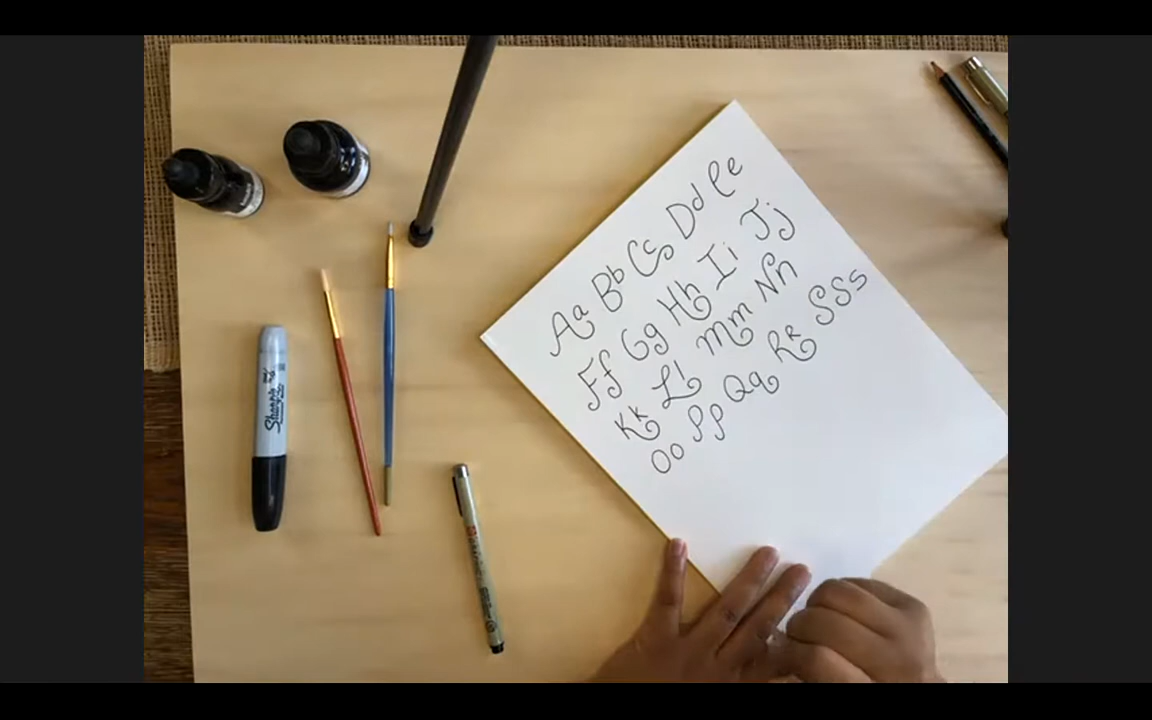 Aa Bb Cc Dd Ee
Ff Gg Hh Ii Jj
Kk Ll Mm Nn
Oo Pp Qq Rr SSs
Sharpie